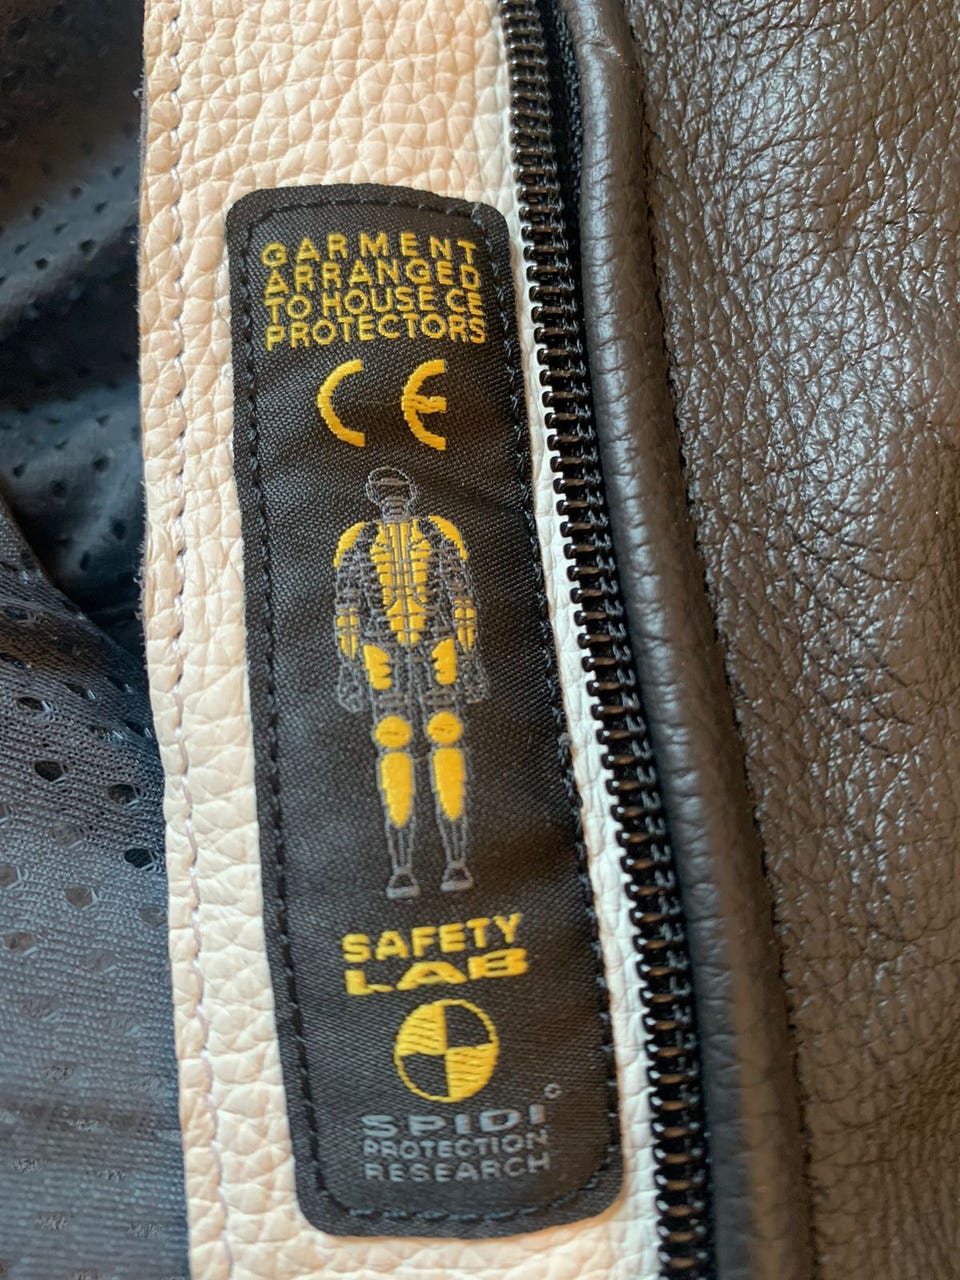 GARMENT
ARRANGED
TO HOUSE CE
PROTECTORS
CE
SAFETY
LAB
SPIDI©
PROTECTION
RESEARCH